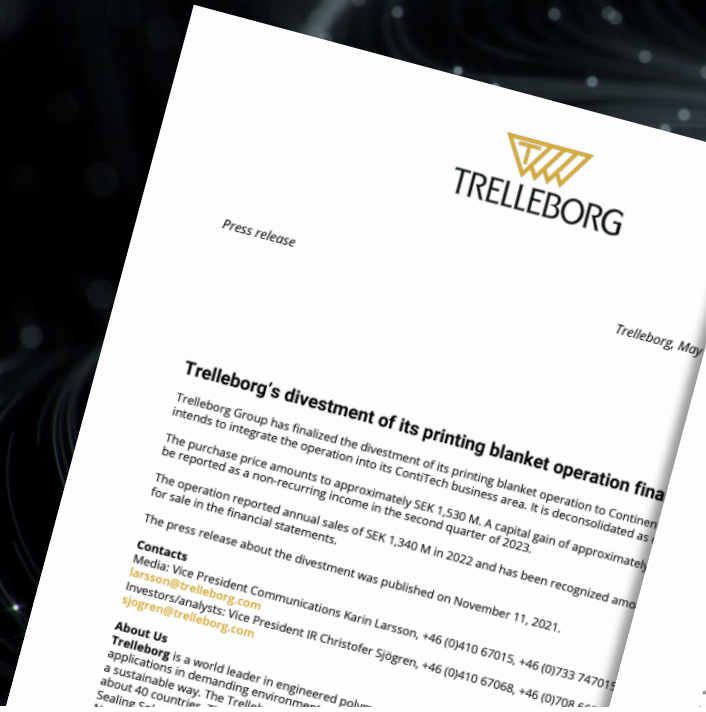 TRELLEBORG
Press release
Trelleborg, May
Trelleborg's divestment of its printing blanket operation
Trelleborg Group has finalized the divestment of its printing blanket operation to
intends to integrate the operation into its ContiTech business area. It is deconsolidated as
The purchase price amounts to approximately SEK 1,530 M. A capital gain of approximately
be reported as a non-recurring income in the second quarter of 2023.
The operation reported annual sales of SEK 1,340 M in 2022 and has been recognized
for sale in the financial statements.
The press release about the divestment was published on November 11, 2021.
Contacts
Media: Vice President Communications Karin Larsson, +46 (0)410 67015, +46 (0)733 747015
larsson@trelleborg.com
Investors/analysts: Vice President IR Christofer Sjögren, +46 (0)410 67068, +46 (0)708
sjogren@trelleborg.com
About Us
Trelleborg is a world leader in engineered
applications in demanding
a sustainable way. The
about 40 countries.
Sealing